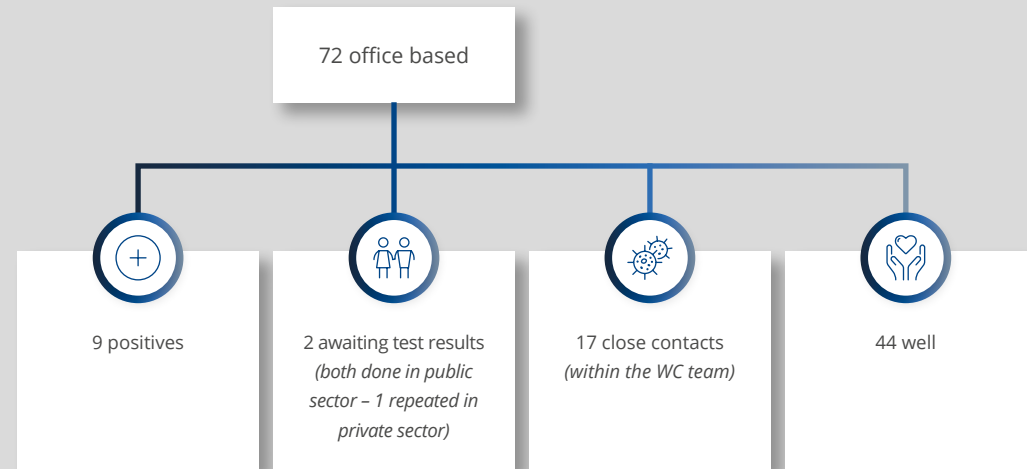 72 office based
9 positives
2 awaiting test results
(both done in public
sector – 1 repeated in
private sector)
17 close contacts
(within the WC team)
44 well